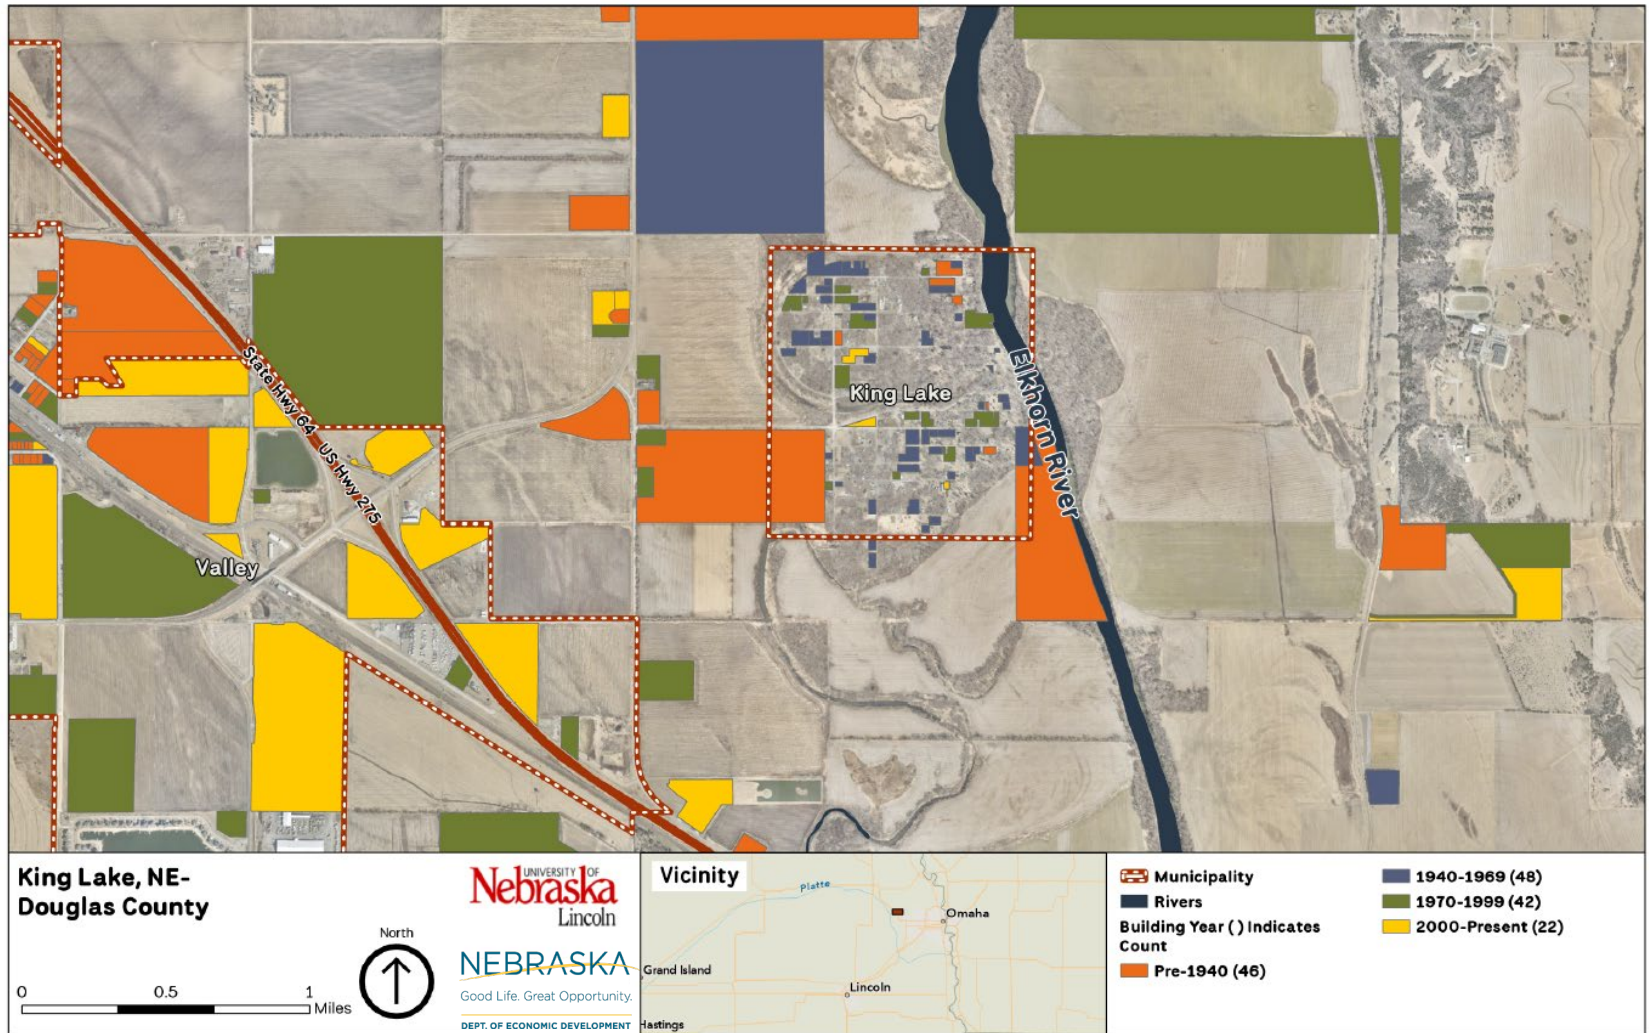 State Hwy 64
US Hwy 275
King Lake
Elkhorn River
Valley
King Lake, NE-
Douglas County
North
0 0.5 1
Miles
UNIVERSITY OF
Nebraska
Lincoln
NEBRASKA
Good Life. Great Opportunity.
DEPT. OF ECONOMIC DEVELOPMENT
Vicinity
Platte
Omaha
Grand Island
Lincoln
Hastings
Municipality
Rivers
Building Year ( ) Indicates
Count
Pre-1940 (46)
1940-1969 (48)
1970-1999 (42)
2000-Present (22)